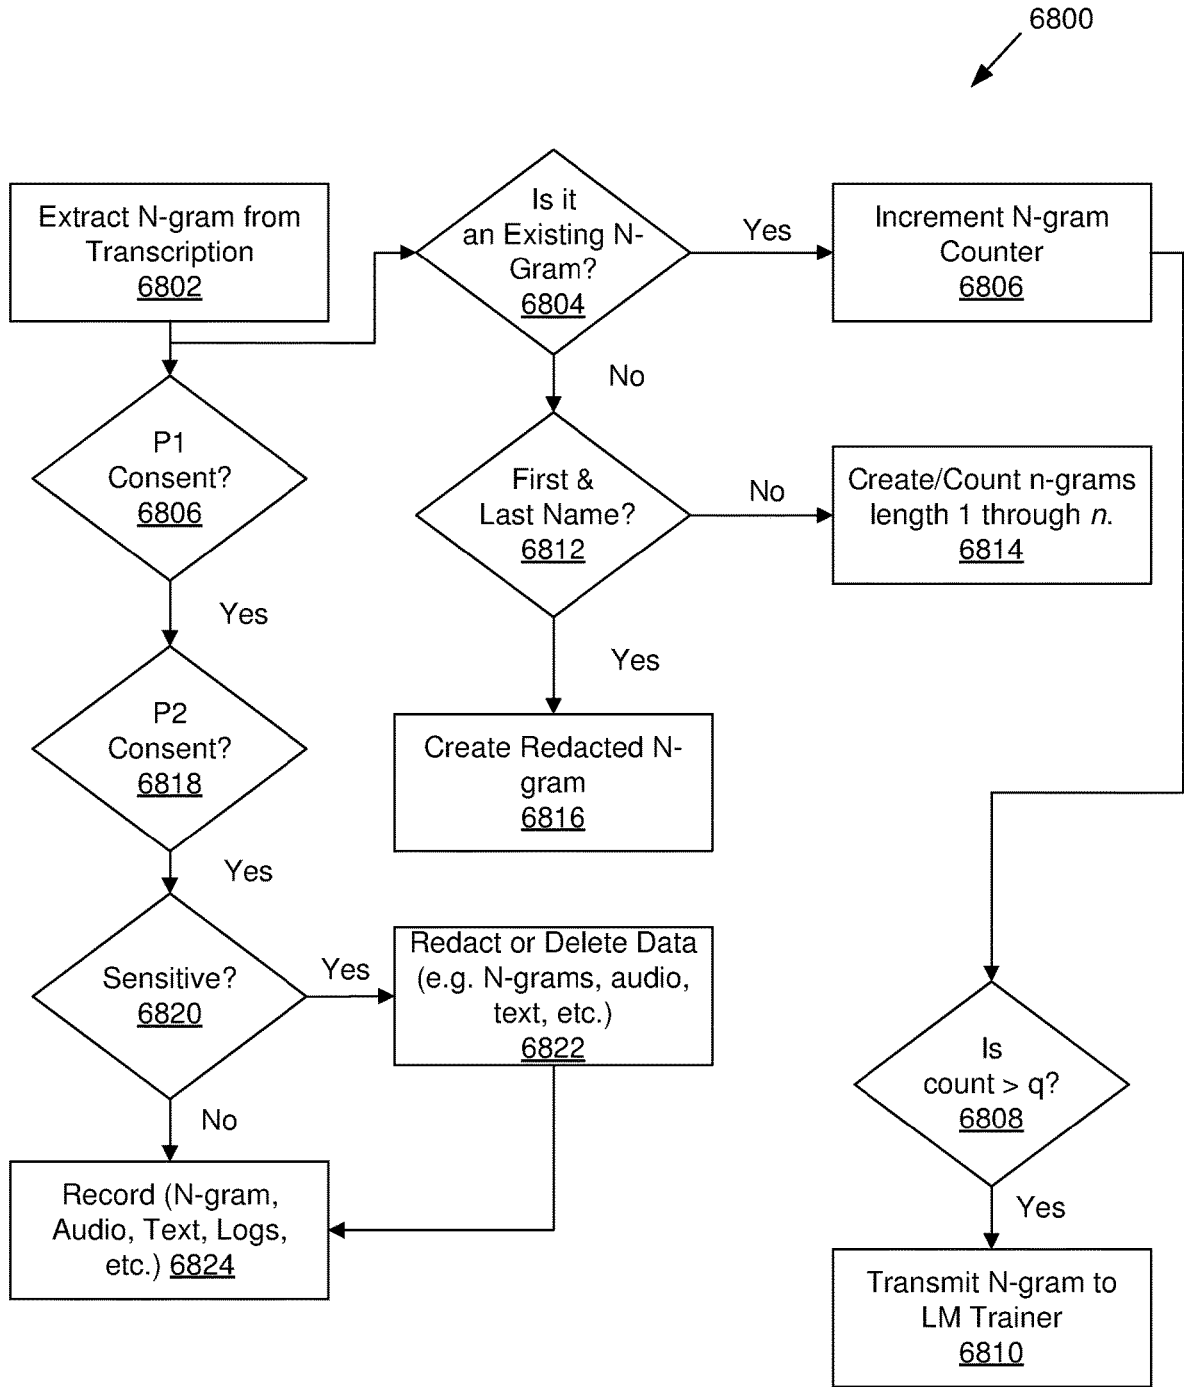 6800
Extract N-gram from
Transcription
6802
Is it
an Existing N-
Gram?
6804
Yes
Increment N-gram
Counter
6806
No
P1
Consent?
6806
First &
Last Name?
6812
No
Create/Count n-grams
length 1 through n.
6814
Yes
Yes
P2
Consent?
6818
Create Redacted N-
gram
6816
Yes
Sensitive?
6820
Yes
Redact or Delete Data
(e.g. N-grams, audio,
text, etc.)
6822
Is
count > q?
6808
No
Yes
Record (N-gram,
Audio, Text, Logs,
etc.) 6824
Transmit N-gram to
LM Trainer
6810